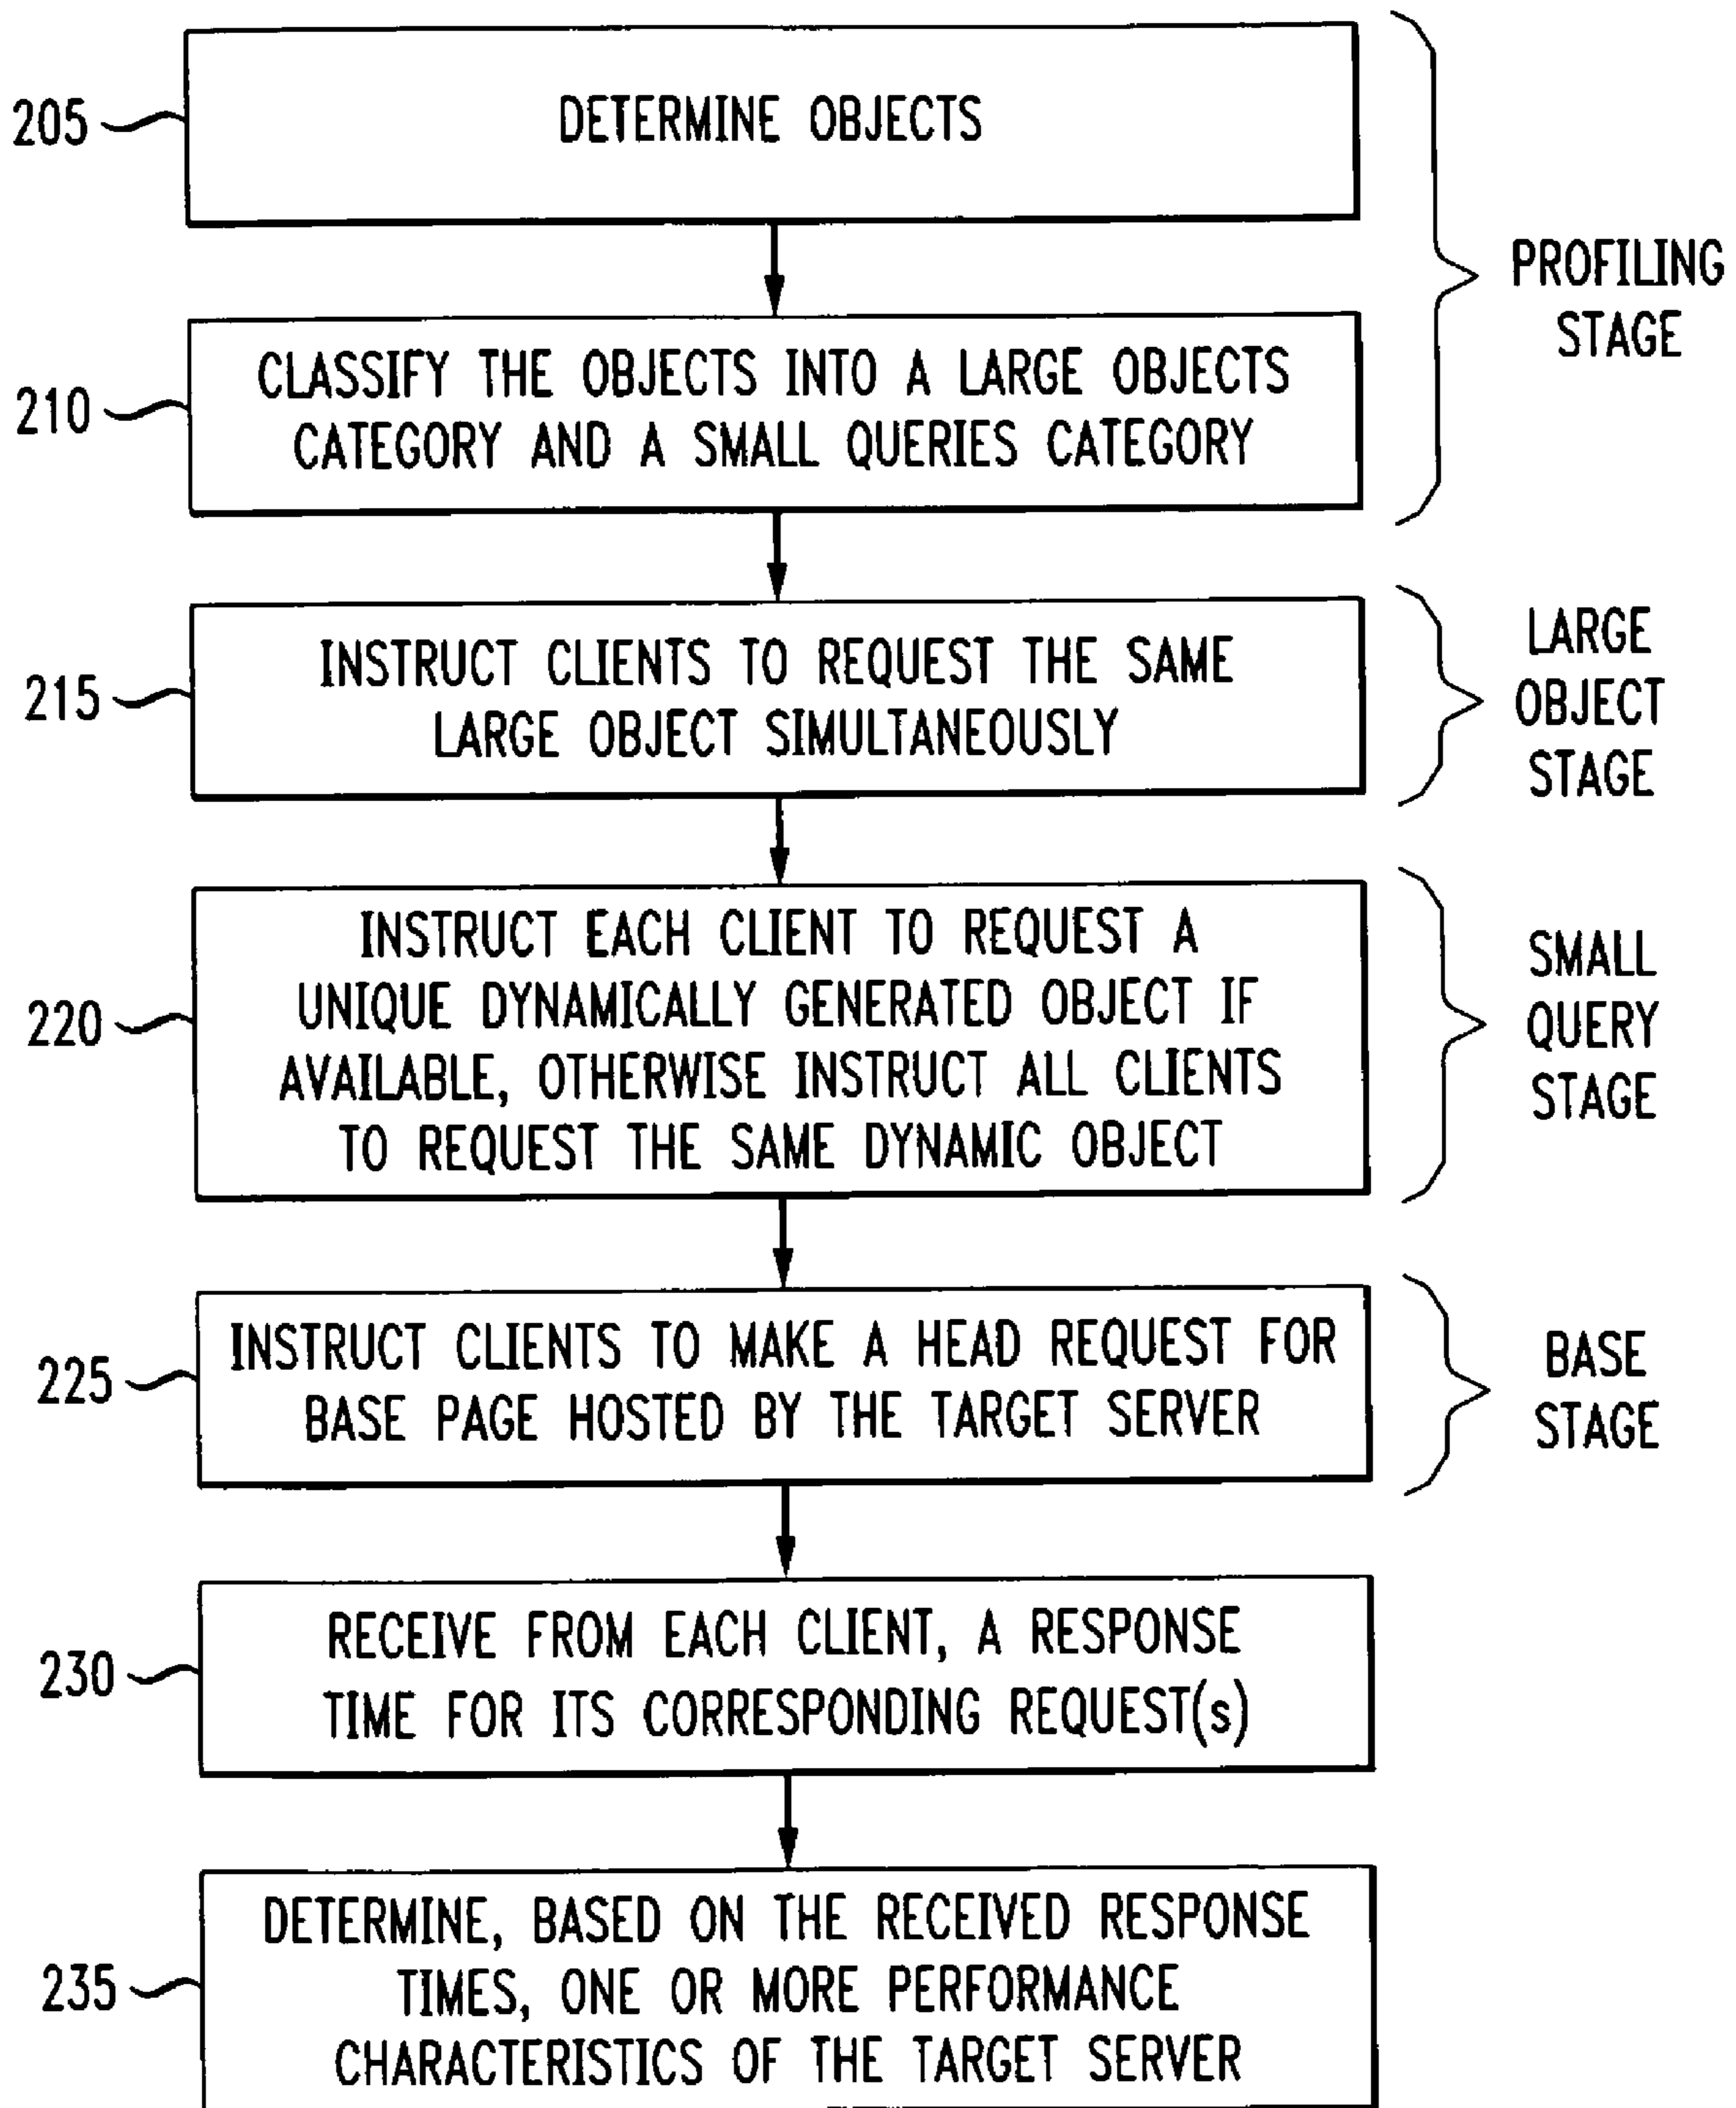 205
DETERMINE OBJECTS
PROFILING
STAGE
210
CLASSIFY THE OBJECTS INTO A LARGE OBJECTS
CATEGORY AND A SMALL QUERIES CATEGORY
215
INSTRUCT CLIENTS TO REQUEST THE SAME
LARGE OBJECT SIMULTANEOUSLY
LARGE
OBJECT
STAGE
220
INSTRUCT EACH CLIENT TO REQUEST A
UNIQUE DYNAMICALLY GENERATED OBJECT IF
AVAILABLE, OTHERWISE INSTRUCT ALL CLIENTS
TO REQUEST THE SAME DYNAMIC OBJECT
SMALL
QUERY
STAGE
225
INSTRUCT CLIENTS TO MAKE A HEAD REQUEST FOR
BASE PAGE HOSTED BY THE TARGET SERVER
BASE
STAGE
230
RECEIVE FROM EACH CLIENT, A RESPONSE
TIME FOR ITS CORRESPONDING REQUEST(s)
235
DETERMINE, BASED ON THE RECEIVED RESPONSE
TIMES, ONE OR MORE PERFORMANCE
CHARACTERISTICS OF THE TARGET SERVER